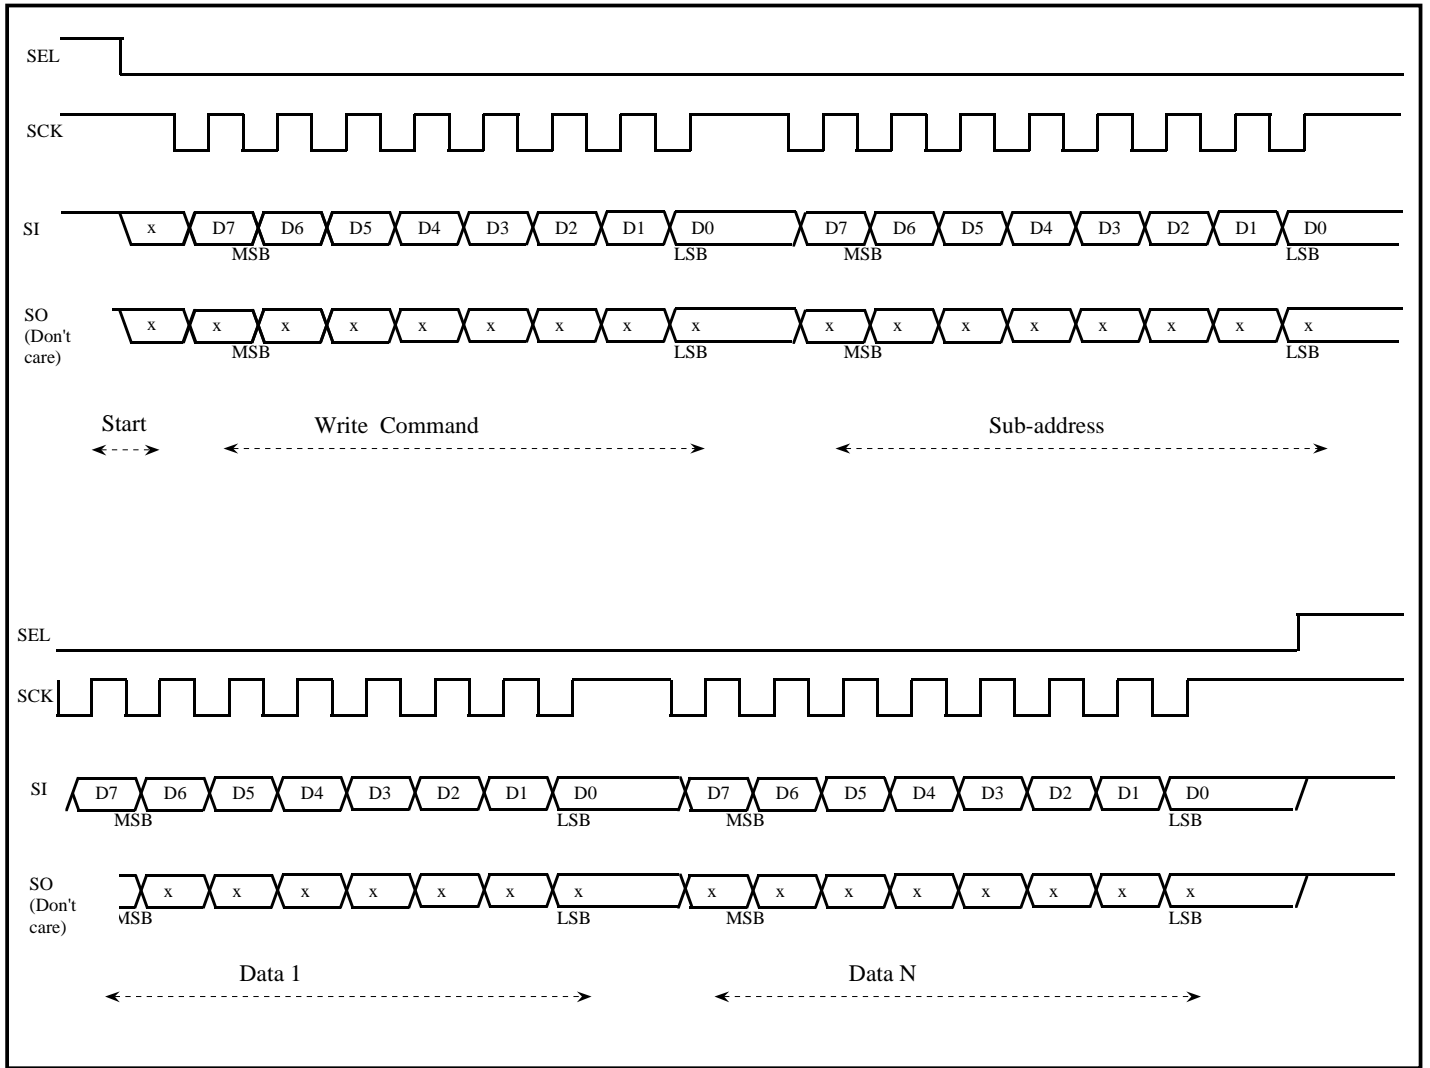 SEL
SCK
SI x D7 D6 D5 D4 D3 D2 D1 D0 D7 D6 D5 D4 D3 D2 D1 D0
MSB LSB MSB LSB
SO
(Don't
care)
x x x x x x x x x x x x x x x x x
MSB LSB MSB LSB
Start Write Command Sub-address
SEL
SCK
SI D7 D6 D5 D4 D3 D2 D1 D0 D7 D6 D5 D4 D3 D2 D1 D0
MSB LSB MSB LSB
SO
(Don't
care)
x x x x x x x x x x x x x x x
MSB LSB MSB LSB
Data 1 Data N